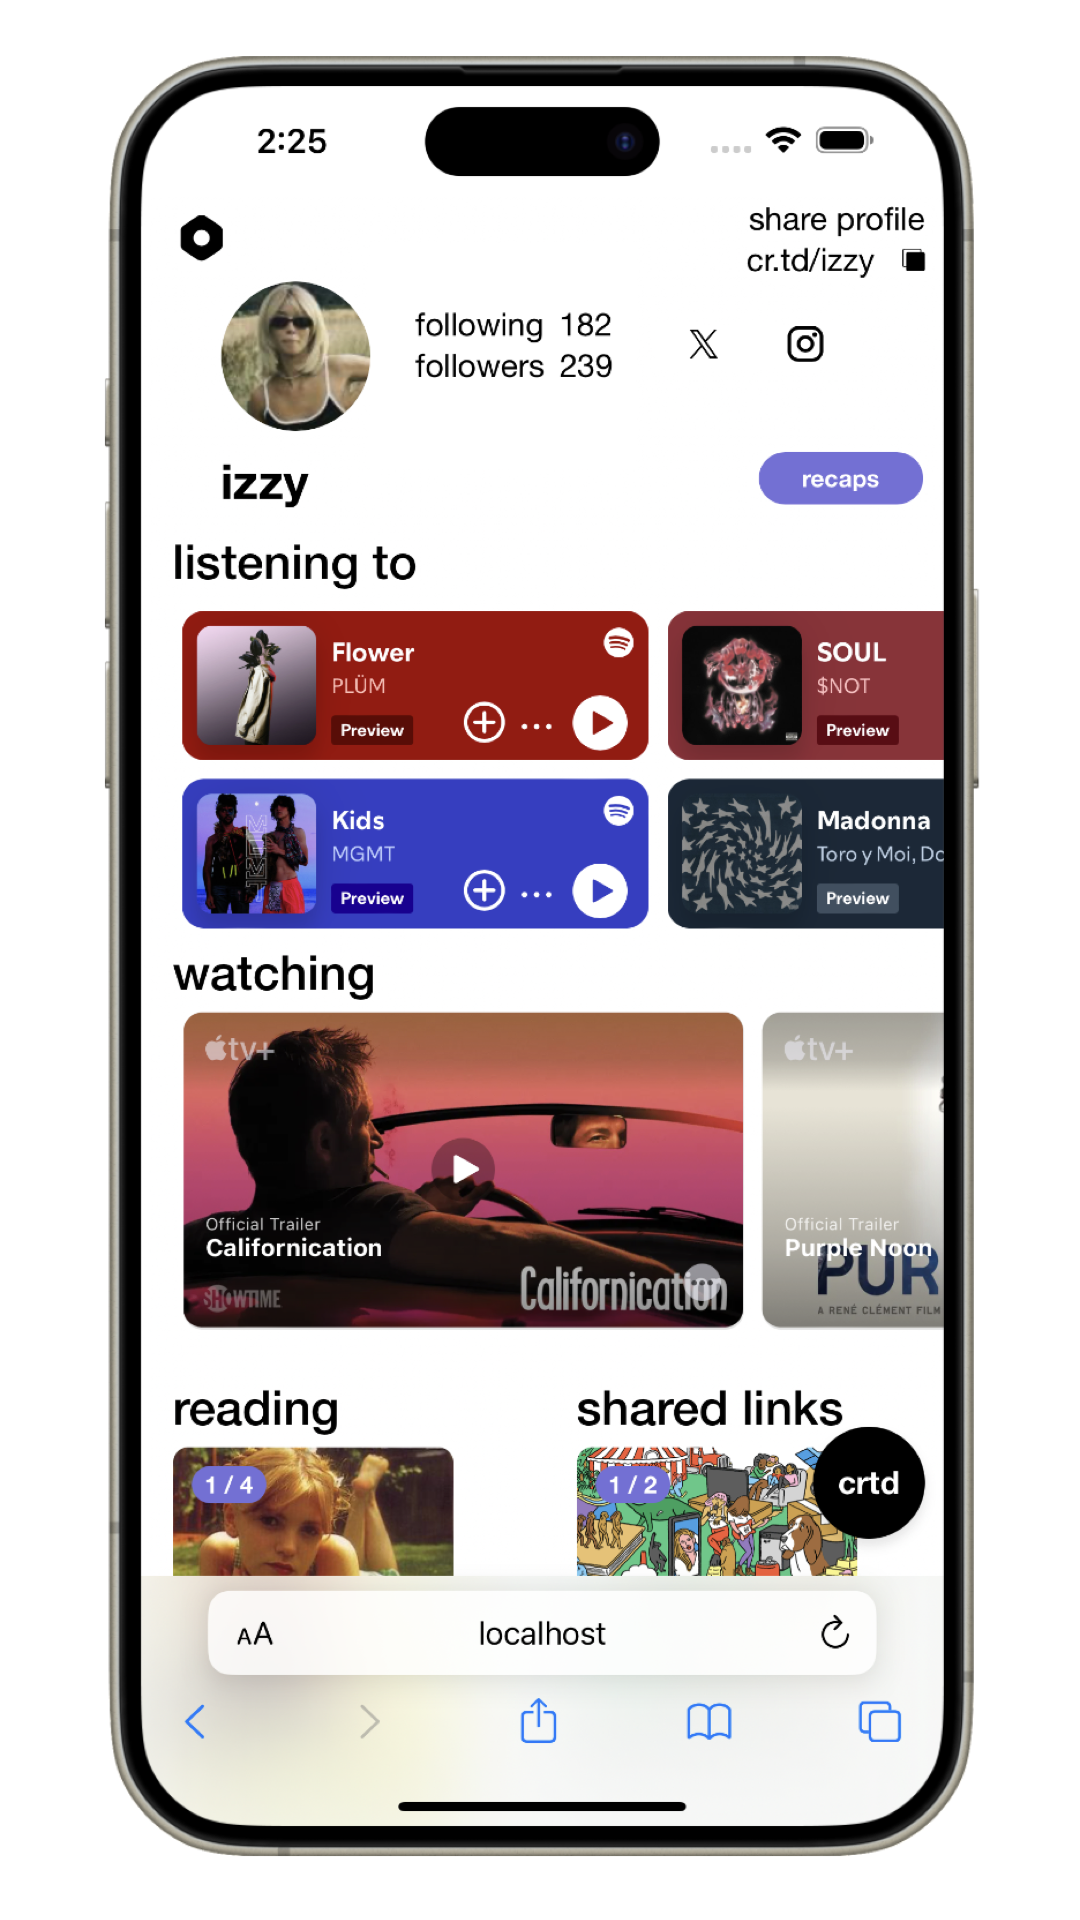 2:25
share profile
cr.td/izzy
following 182
followers 239
izzy
recaps
listening to
Flower
PLÜM
Preview
SOUL
$NOT
Preview
Kids
MGMT
Preview
MGMT
Madonna
Toro y Moi, Do
Preview
watching
tv+
Official Trailer
Californication
SHOWTIME
Californication
tv+
Official Trailer
Purple Noon
PUR
A RENÉ CLÉMENT FILM
reading
shared links
1 / 4
1 / 2
crtd
AA
localhost